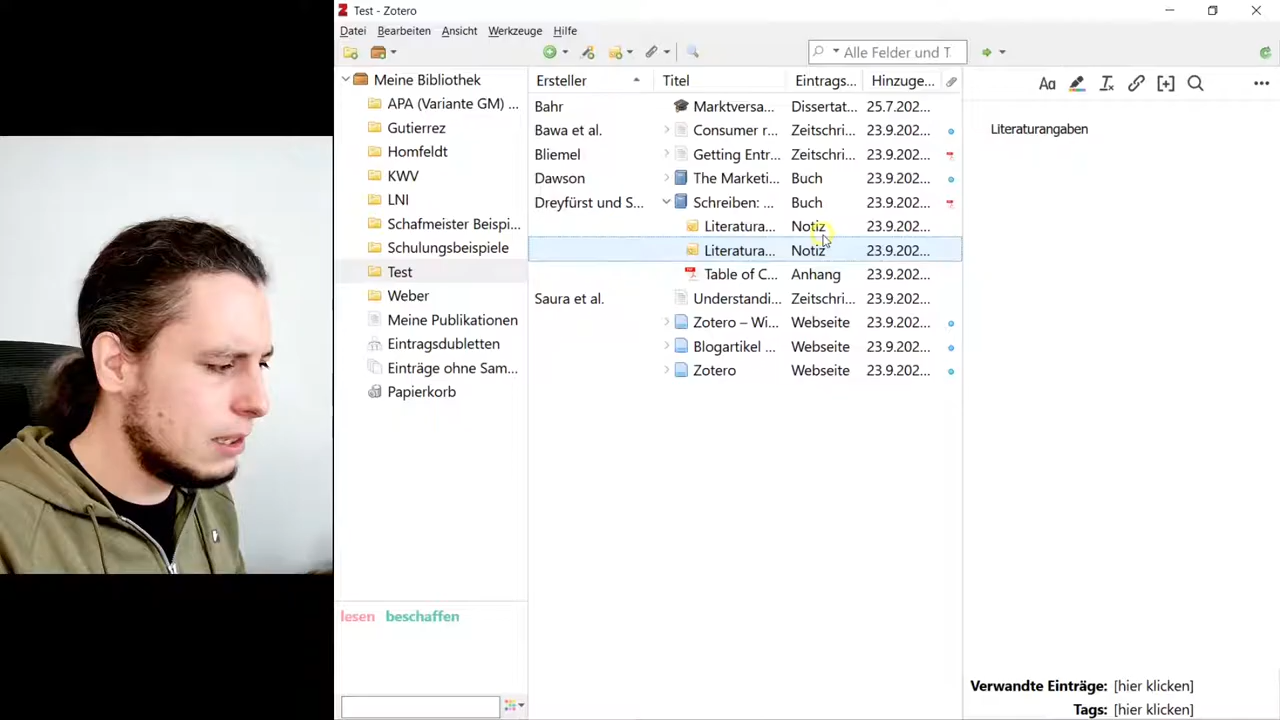 Test - Zotero
Datei Bearbeiten Ansicht Werkzeuge Hilfe
Alle Felder und T
Meine Bibliothek
APA (Variante GM) ...
Gutierrez
Homfeldt
KWV
LNI
Schafmeister Beispi...
Schulungsbeispiele
Test
Weber
Meine Publikationen
Eintragsdubletten
Einträge ohne Sam...
Papierkorb
lesen beschaffen
Ersteller Titel Eintrags... Hinzuge...
Bahr Marktversa... Dissertat... 25.7.202...
Bawa et al. Consumer r... Zeitschri... 23.9.202...
Bliemel Getting Entr... Zeitschri... 23.9.202...
Dawson The Marketi... Buch 23.9.202...
Dreyfürst und S... Schreiben: ... Buch 23.9.202...
Literatura... Notiz 23.9.202...
Literatura... Notiz 23.9.202...
Table of C... Anhang 23.9.202...
Saura et al. Understandi... Zeitschri... 23.9.202...
Zotero – Wi... Webseite 23.9.202...
Blogartikel ... Webseite 23.9.202...
Zotero Webseite 23.9.202...
Aa
Literaturangaben
Verwandte Einträge: [hier klicken]
Tags: [hier klicken]